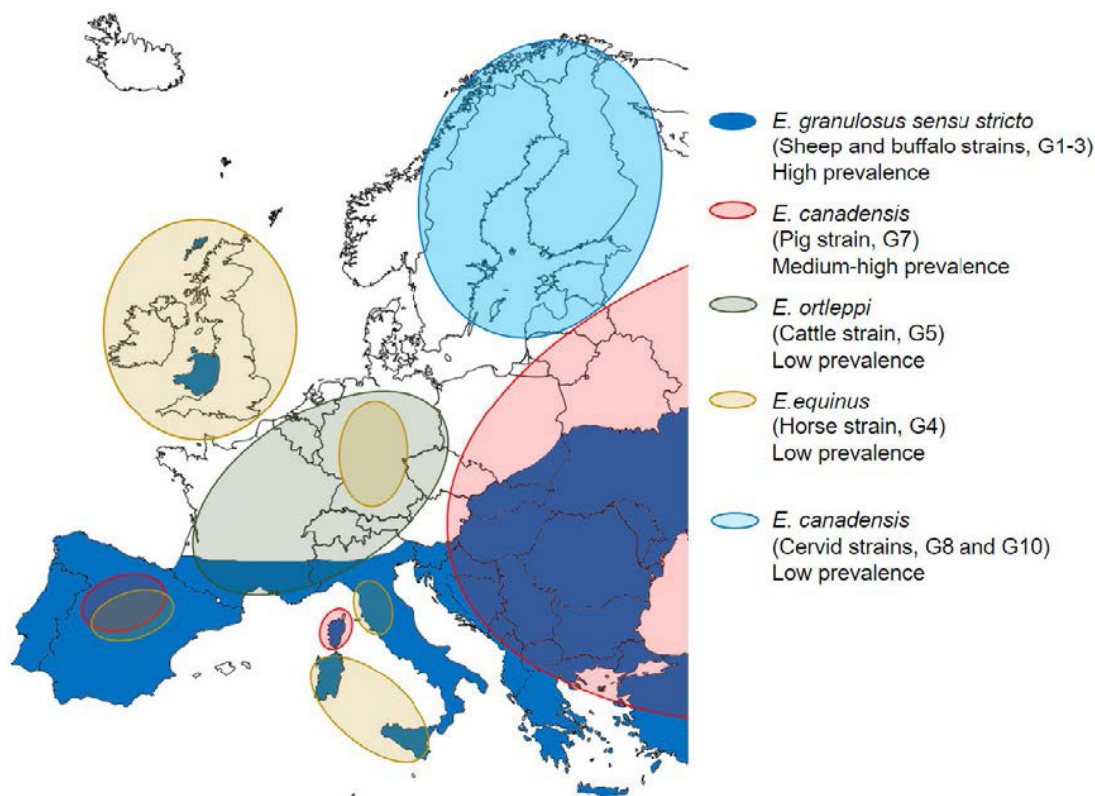 E. granulosus sensu stricto
(Sheep and buffalo strains, G1-3)
High prevalence
E. canadensis
(Pig strain, G7)
Medium-high prevalence
E. ortleppi
(Cattle strain, G5)
Low prevalence
E.equinus
(Horse strain, G4)
Low prevalence
E. canadensis
(Cervid strains, G8 and G10)
Low prevalence